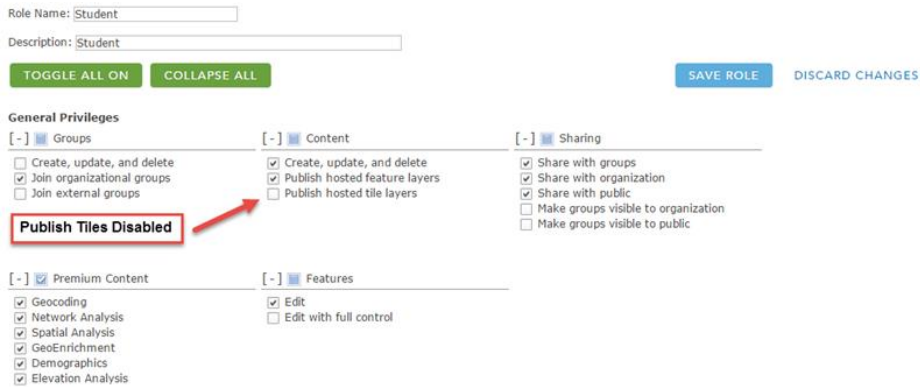 Role Name: Student
Description: Student
TOGGLE ALL ON COLLAPSE ALL SAVE ROLE DISCARD CHANGES
General Privileges
[-] Groups [-] Content [-] Sharing
Create, update, and delete Create, update, and delete Share with groups
Join organizational groups Publish hosted feature layers Share with organization
Join external groups Publish hosted tile layers Share with public
Make groups visible to organization
Publish Tiles Disabled Make groups visible to public
[-] Premium Content [-] Features
Geocoding Edit
Network Analysis Edit with full control
Spatial Analysis
GeoEnrichment
Demographics
Elevation Analysis